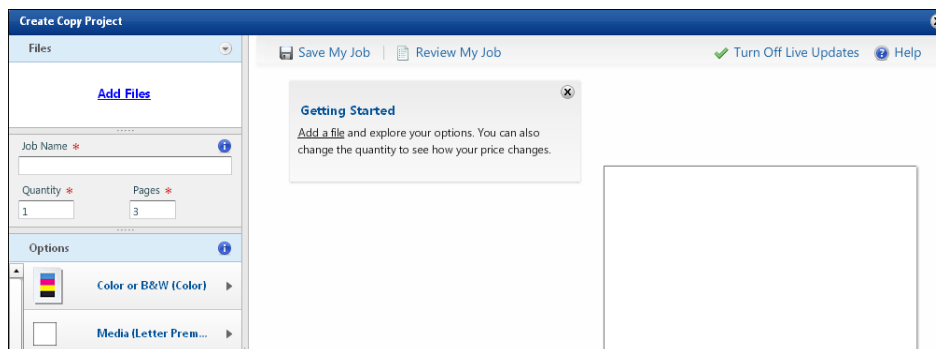 Create Copy Project
Files
Add Files
Job Name *
Quantity *
Pages *
1
3
Options
Color or B&W (Color)
Media (Letter Prem...
Save My Job
Review My Job
Turn Off Live Updates
Help
Getting Started
Add a file and explore your options. You can also
change the quantity to see how your price changes.